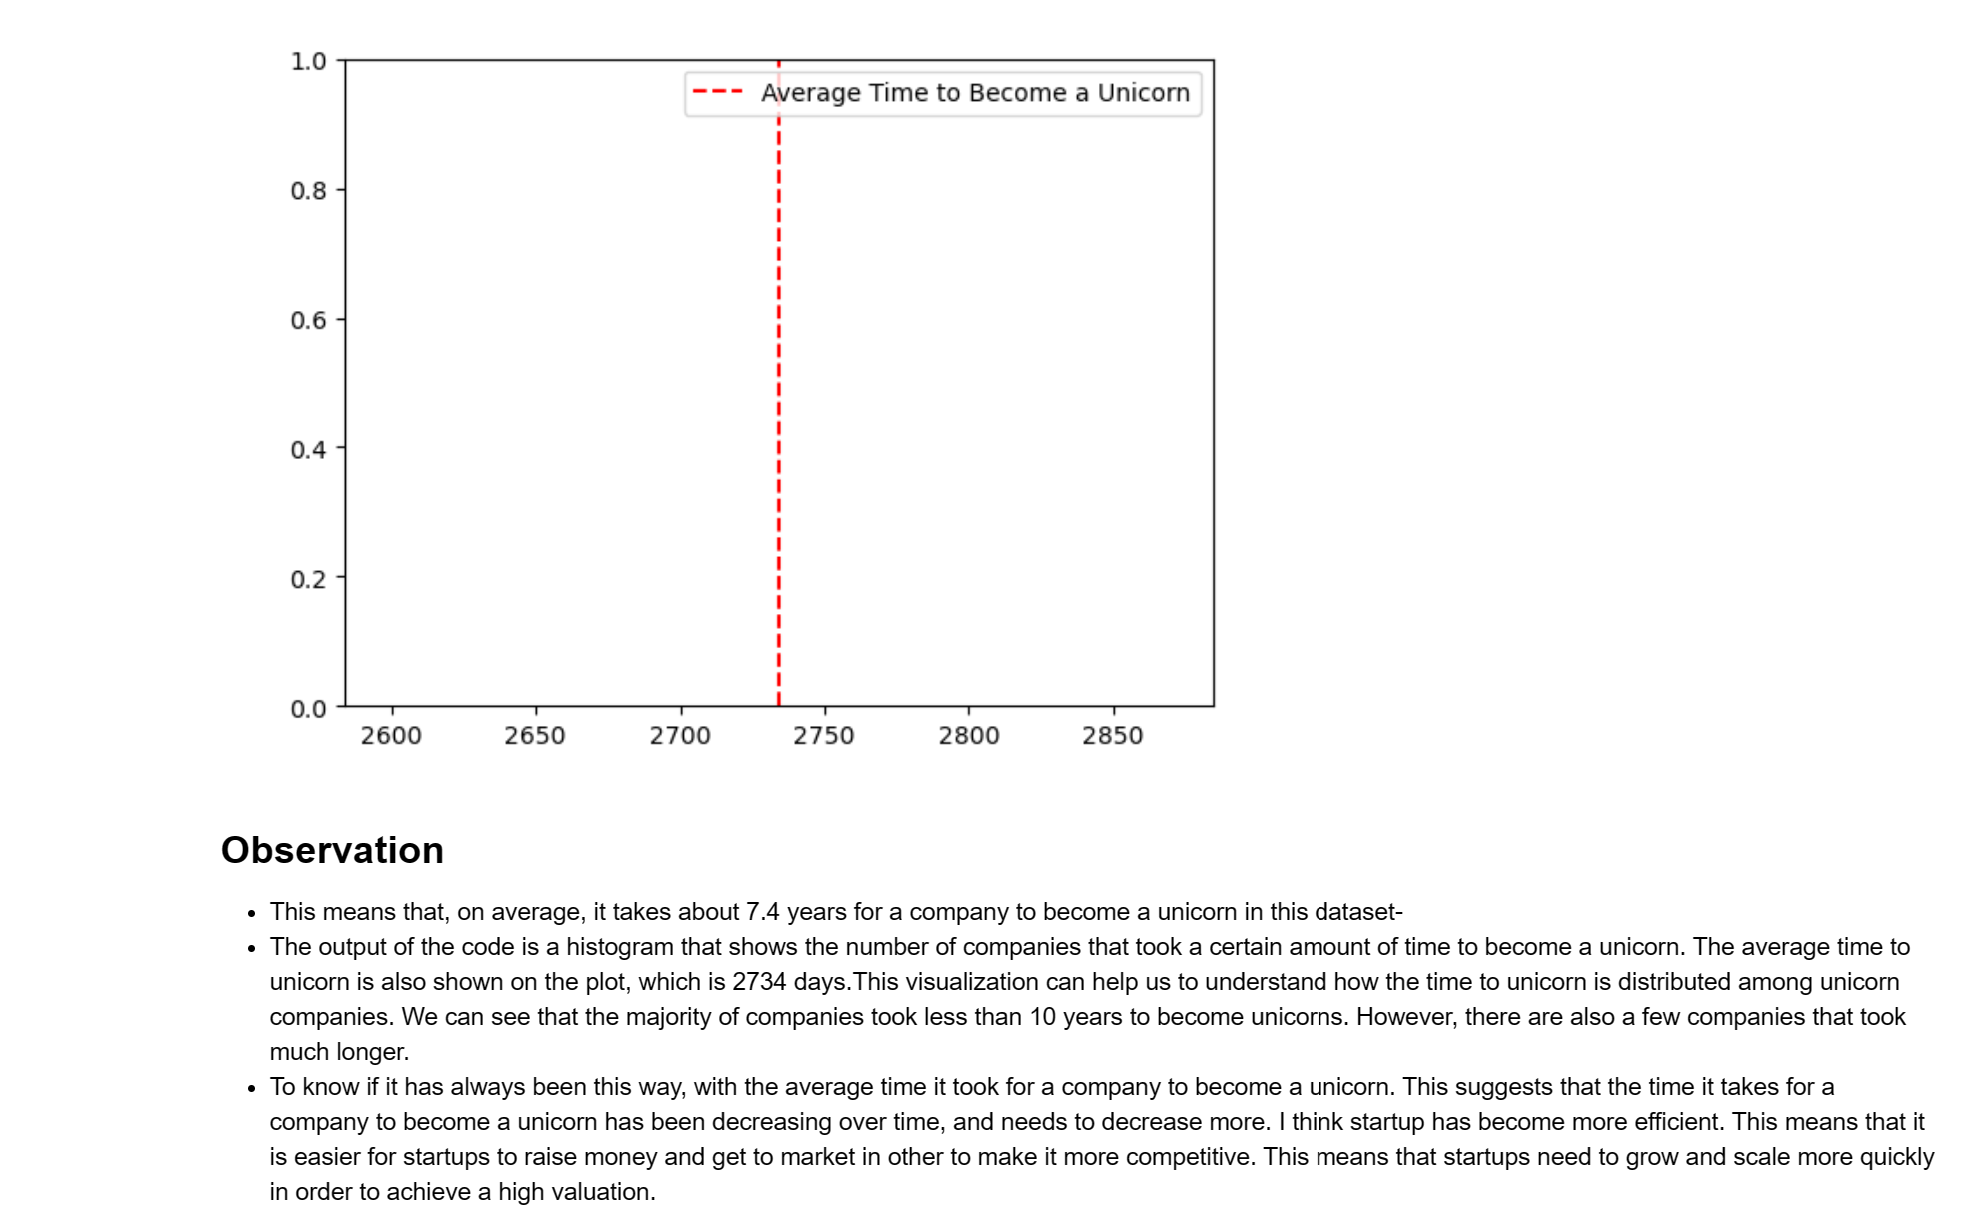 1.0
Average Time to Become a Unicorn
0.8
0.6
0.4
0.2
0.0
2600 2650 2700 2750 2800 2850
Observation
• This means that, on average, it takes about 7.4 years for a company to become a unicorn in this dataset-
• The output of the code is a histogram that shows the number of companies that took a certain amount of time to become a unicorn. The average time to
unicorn is also shown on the plot, which is 2734 days.This visualization can help us to understand how the time to unicorn is distributed among unicorn
companies. We can see that the majority of companies took less than 10 years to become unicorns. However, there are also a few companies that took
much longer.
• To know if it has always been this way, with the average time it took for a company to become a unicorn. This suggests that the time it takes for a
company to become a unicorn has been decreasing over time, and needs to decrease more. I think startup has become more efficient. This means that it
is easier for startups to raise money and get to market in other to make it more competitive. This means that startups need to grow and scale more quickly
in order to achieve a high valuation.